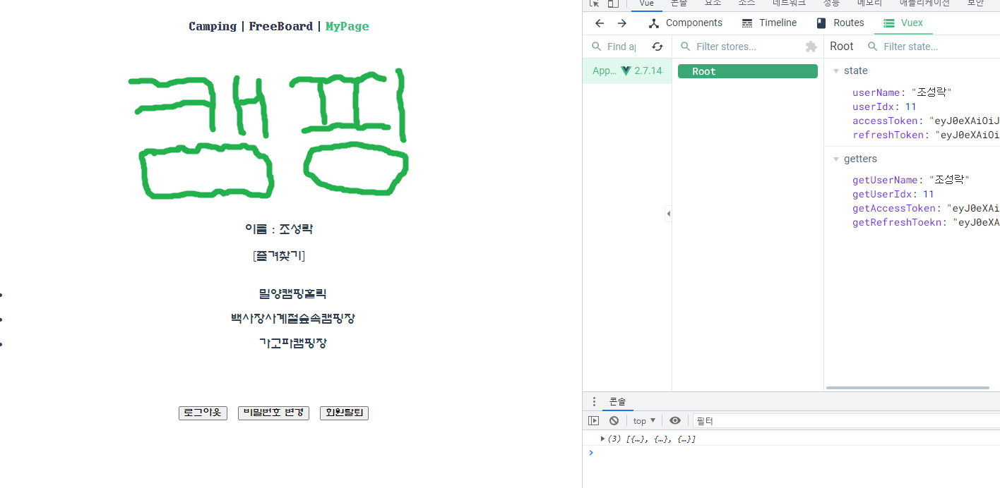 Camping | FreeBoard | MyPage
캠핑
이름 : 조성락
[즐겨찾기]
밀양캠핑홀릭
백사장사계절숲속캠핑장
가고파캠핑장
로그아웃 비밀번호 변경 회원탈퇴
Vue 콘솔 요소 소스 네트워크 성능 메모리 애플리케이션 보안
Components Timeline Routes Vuex
Find ap Filter stores... Root Filter state...
App... 2.7.14 Root
state
userName: "조성락"
userIdx: 11
accessToken: "eyJ0eXAiOiJ
refreshToken: "eyJ0eXAiOi
getters
getUserName: "조성락"
getUserIdx: 11
getAccessToken: "eyJ0eXAi
getRefreshToekn: "eyJ0eXA
콘솔
top 필터
(3) [{…}, {…}, {…}]